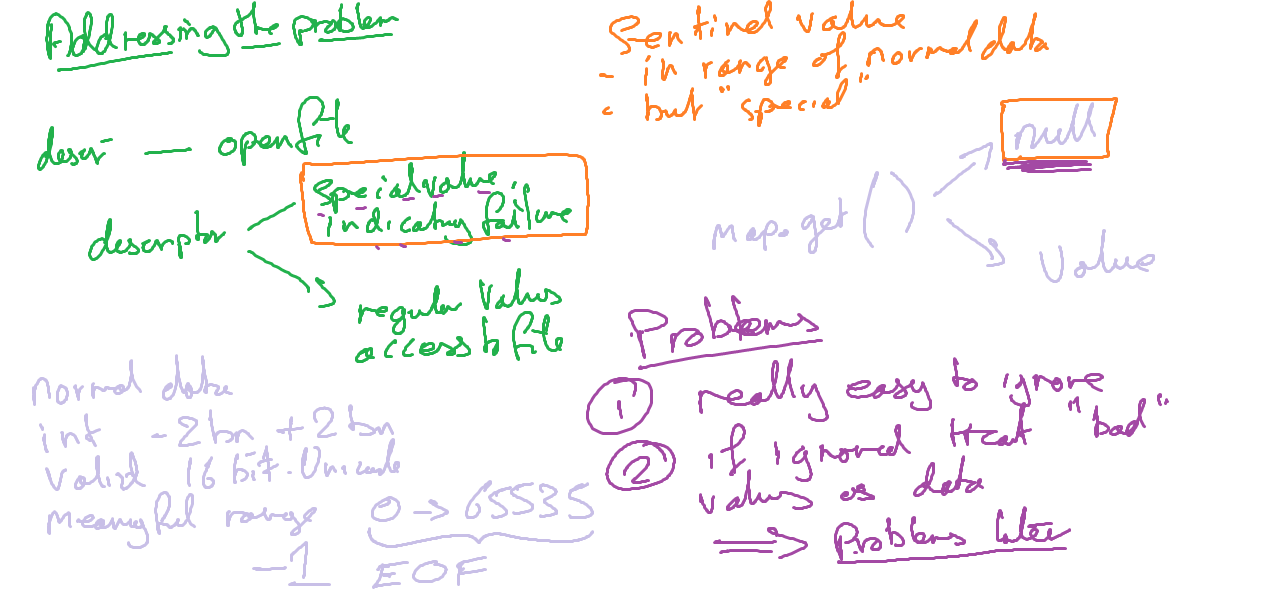 Addressing the problem
descr — openfile
descriptor
Special value
indicating failure
regular values
access to file
Sentinel value
- in range of normal data
- but "special"
null
Map.get()
Value
normal data
int -2bn +2bn
valid 16 bit. Unicode
meaningful range 0 -> 65535
-1 EOF
Problems
1 really easy to ignore
2 if ignored treat "bad"
values as data
=> Problems later